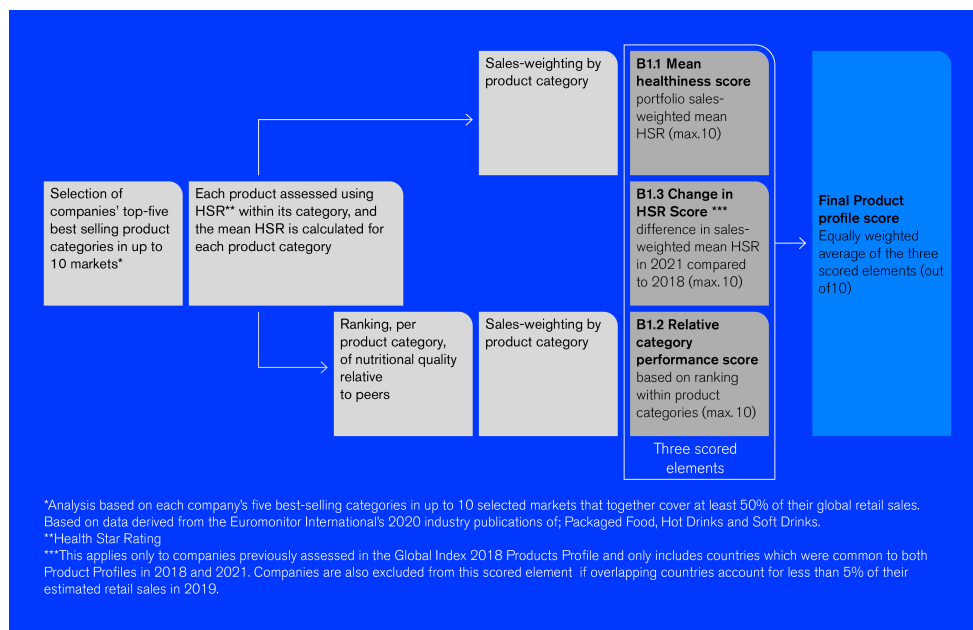 Selection of
companies' top-five
best selling product
categories in up to
10 markets*
Each product assessed using
HSR** within its category, and
the mean HSR is calculated for
each product category
Sales-weighting by
product category
B1.1 Mean
healthiness score
portfolio sales-
weighted mean
HSR (max.10)
B1.3 Change in
HSR Score ***
difference in sales-
weighted mean HSR
in 2021 compared
to 2018 (max.10)
Ranking, per
product category,
of nutritional quality
relative
to peers
Sales-weighting by
product category
B1.2 Relative
category
performance score
based on ranking
within product
categories (max.10)
Three scored
elements
Final Product
profile score
Equally weighted
average of the three
scored elements (out
of10)
*Analysis based on each company's five best-selling categories in up to 10 selected markets that together cover at least 50% of their global retail sales.
Based on data derived from the Euromonitor International's 2020 industry publications of; Packaged Food, Hot Drinks and Soft Drinks.
**Health Star Rating
***This applies only to companies previously assessed in the Global Index 2018 Products Profile and only includes countries which were common to both
Product Profiles in 2018 and 2021. Companies are also excluded from this scored element if overlapping countries account for less than 5% of their
estimated retail sales in 2019.